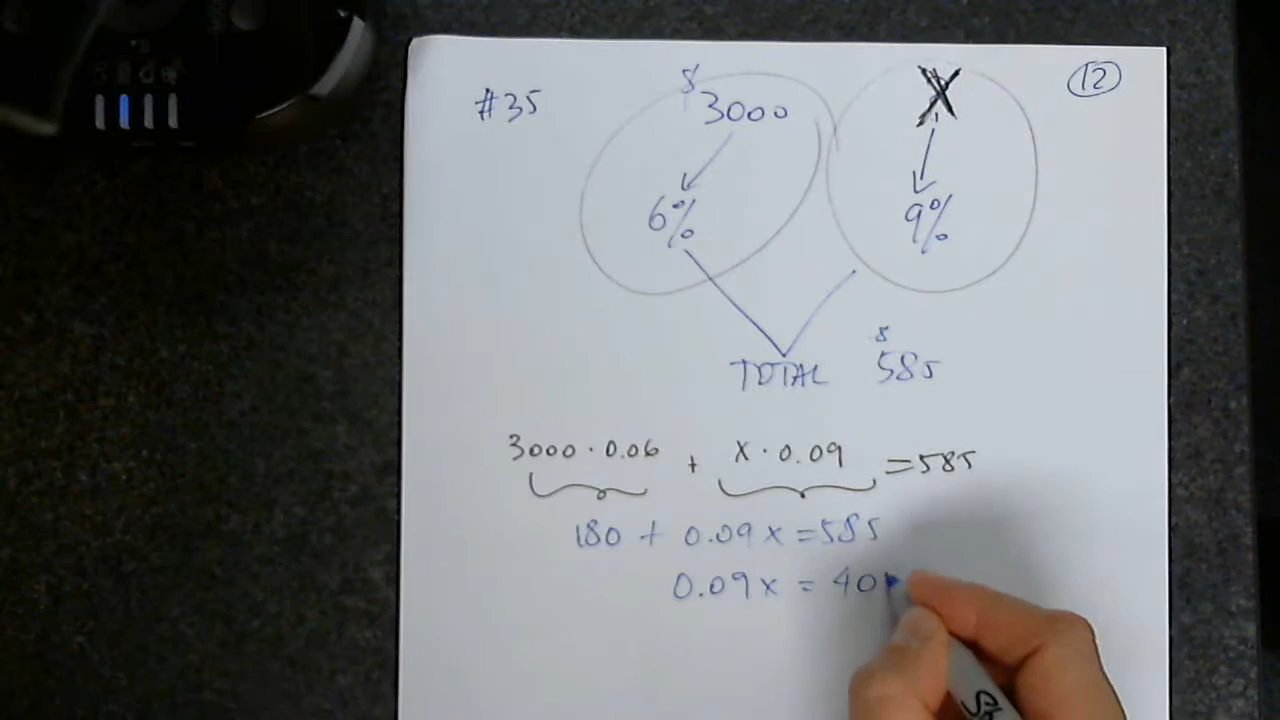 #35 $3000 X 12
6% 9%
TOTAL $585
3000 · 0.06 + x · 0.09 = 585
180 + 0.09x = 585
0.09x = 40
Sh